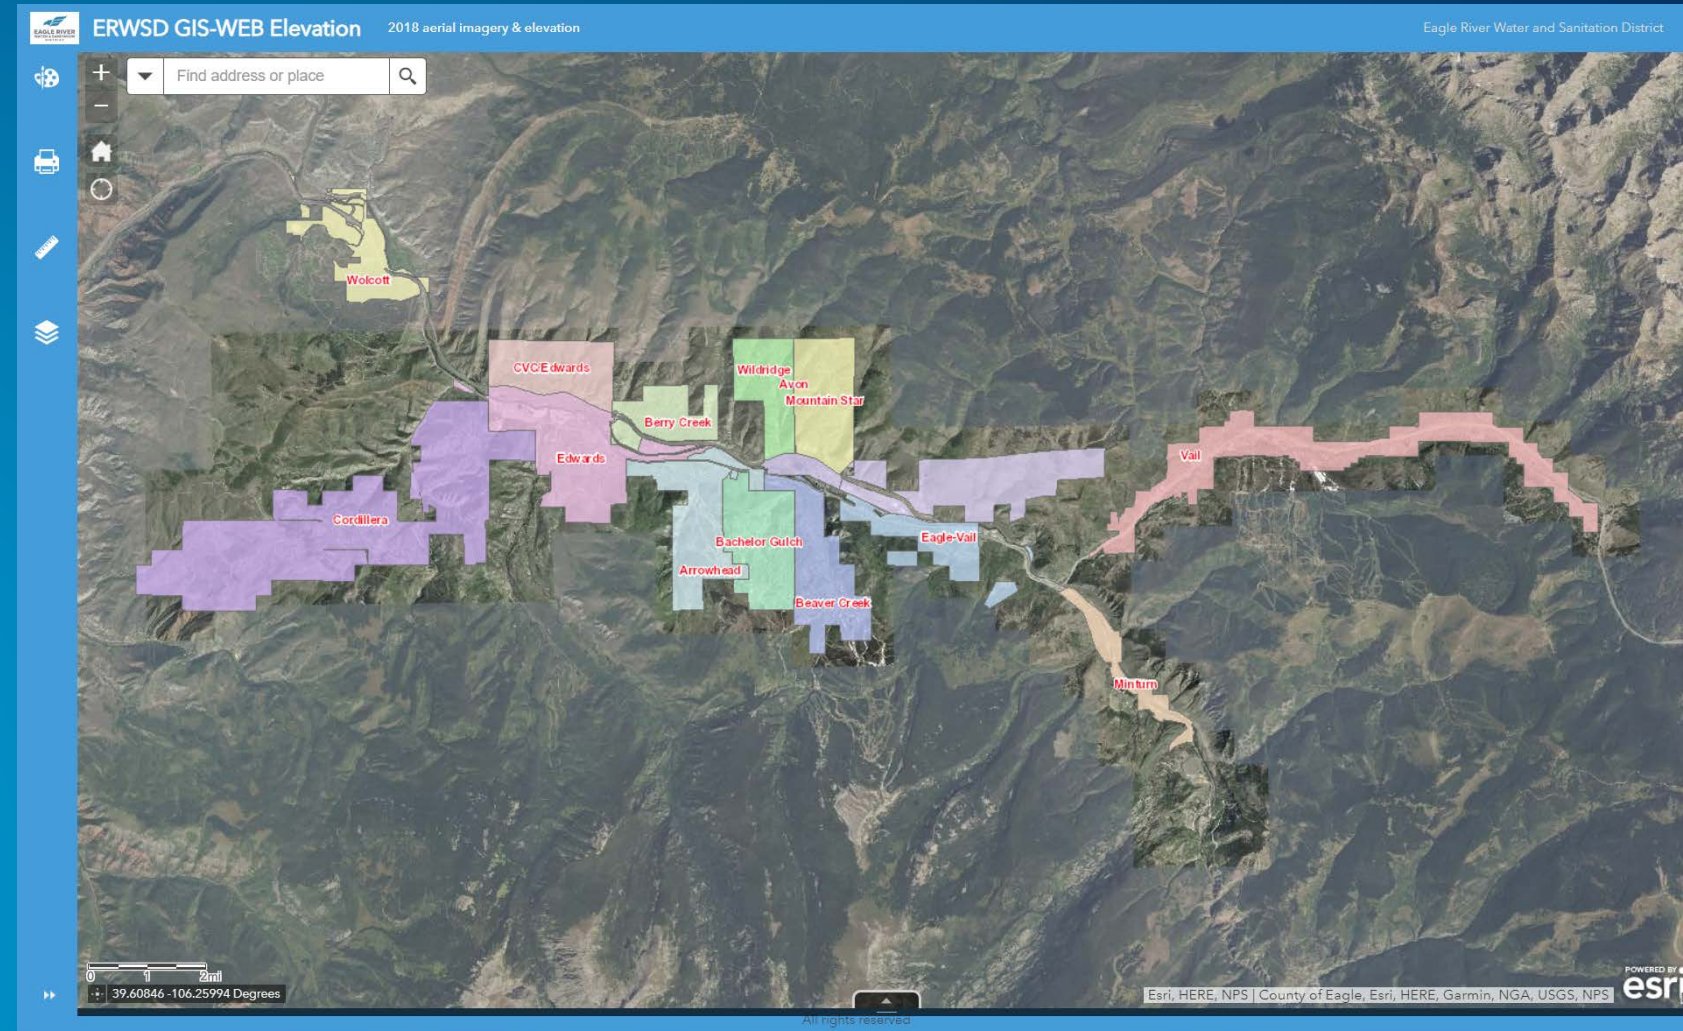 EAGLE RIVER
ERWSD GIS-WEB Elevation
2018 aerial imagery & elevation
Eagle River Water and Sanitation District
Find address or place
Wolcott
CVC/Edwards
Wildridge
Avon
Mountain Star
Berry Creek
Edwards
Vail
Cordillera
Bachelor Gulch
Eagle-Vail
Arrowhead
Beaver Creek
Minturn
0 1 2mi
39.60846 -106.25994 Degrees
Esri, HERE, NPS | County of Eagle, Esri, HERE, Garmin, NGA, USGS, NPS
POWERED BY
esri
All rights reserved